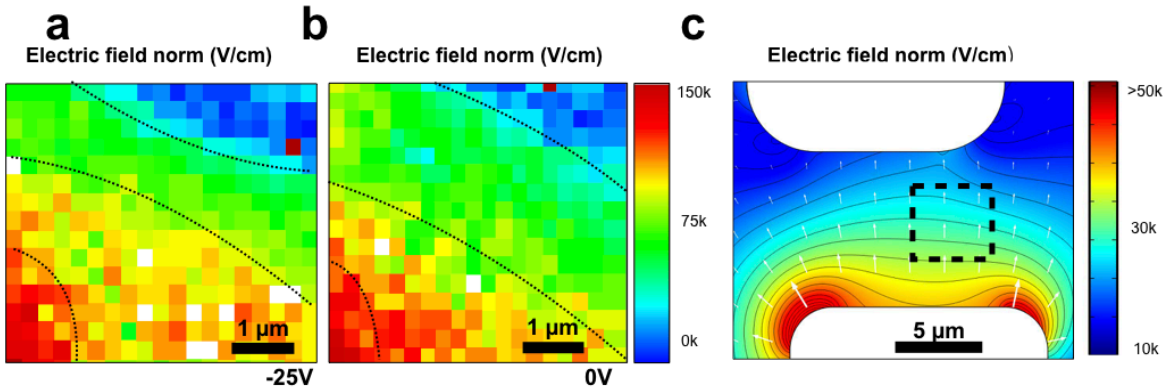 a
b
c
Electric field norm (V/cm)
Electric field norm (V/cm)
Electric field norm (V/cm)
150k
75k
0k
>50k
30k
10k
1 µm
1 µm
5 µm
-25V
0V